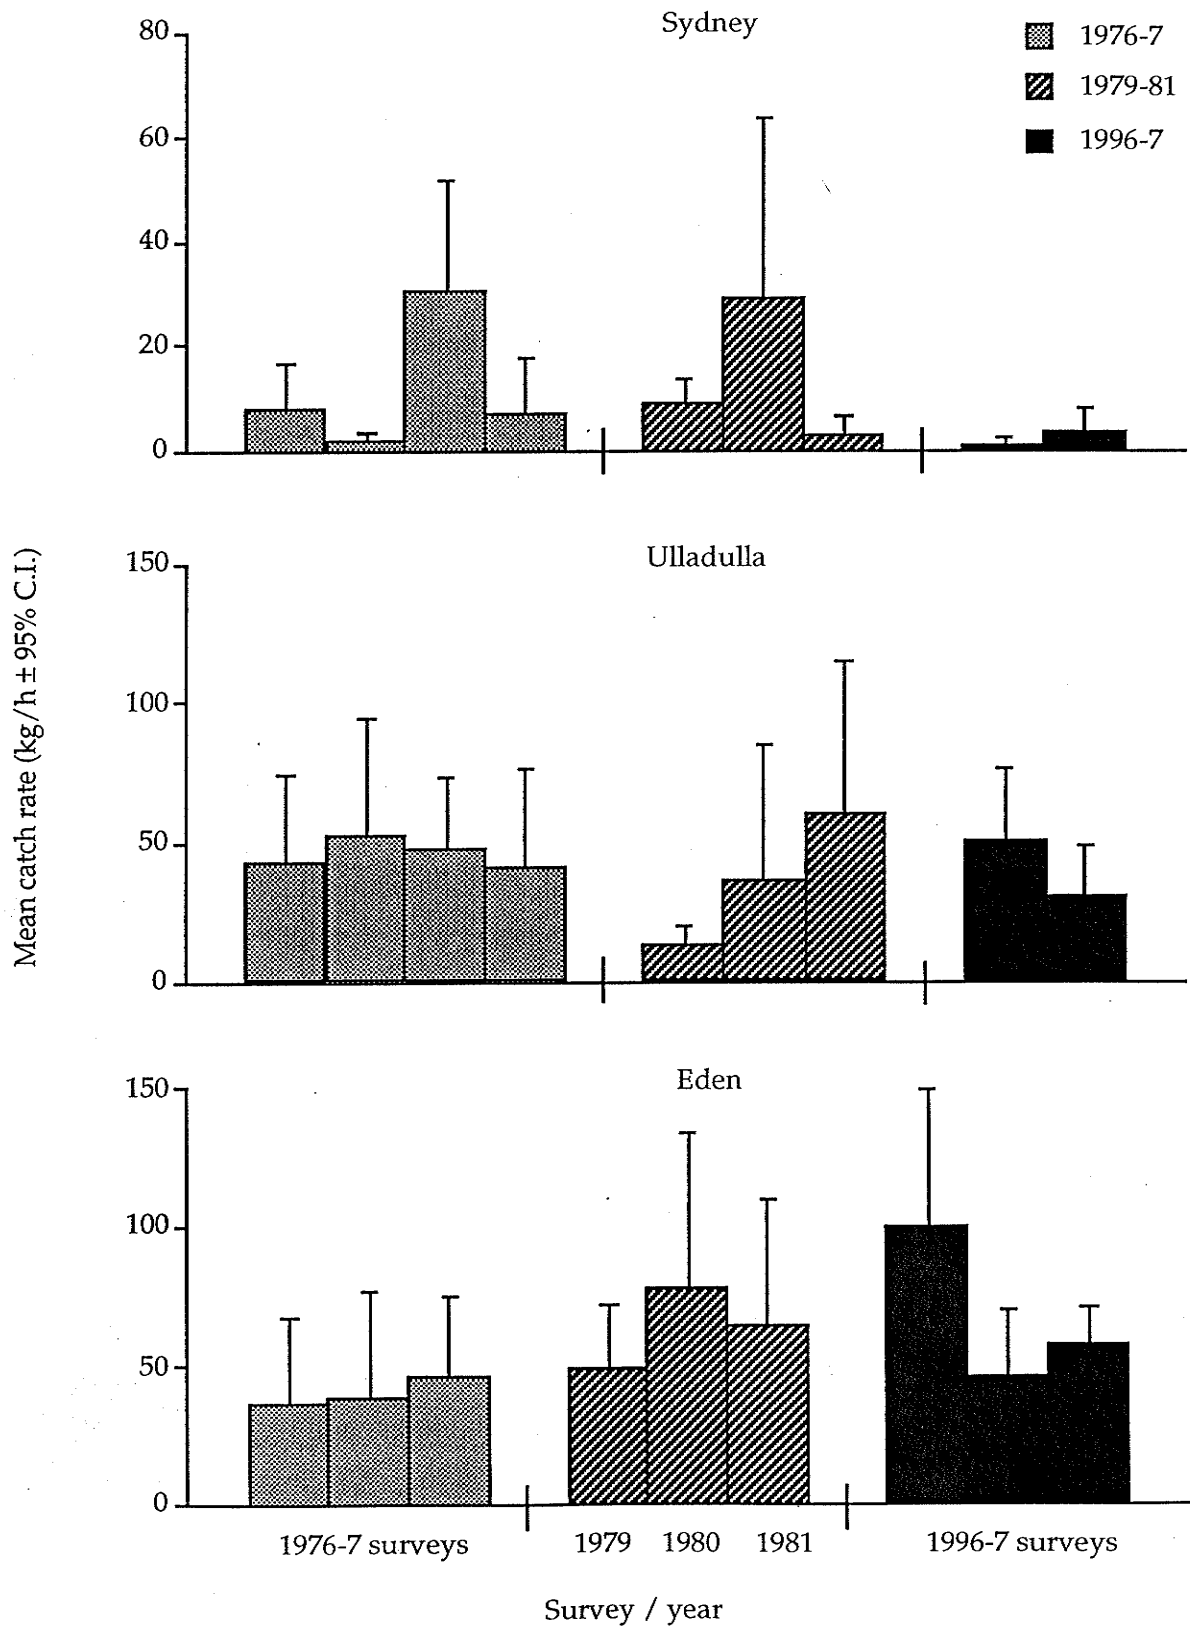 Sydney
1976-7
1979-81
1996-7
80
60
40
20
0
Mean catch rate (kg/h ± 95% C.I.)
Ulladulla
150
100
50
0
Eden
150
100
50
0
1976-7 surveys 1979 1980 1981 1996-7 surveys
Survey / year